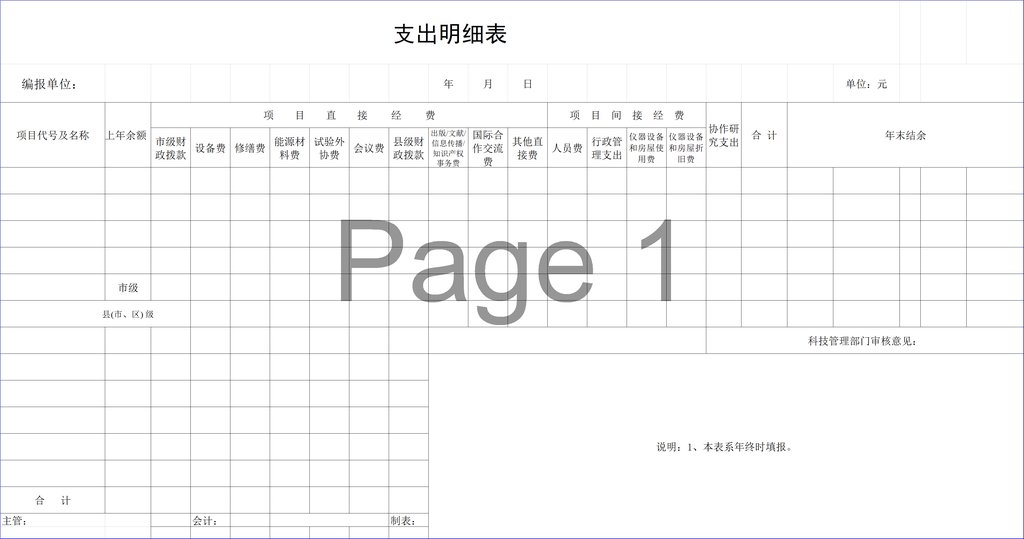 支出明细表
编报单位： 年 月 日 单位：元
项目代号及名称 上年余额 项 目 直 接 经 费 项 目 间 接 经 费 协作研究支出 合 计 年末结余
市级财政拨款 设备费 修缮费 能源材料费 试验外协费 会议费 县级财政拨款 出版/文献/信息传播/知识产权事务费 国际合作交流费 其他直接费 人员费 行政管理支出 仪器设备和房屋使用费 仪器设备和房屋折旧费
Page 1
市级
县(市、区)级
科技管理部门审核意见：
说明：1、本表系年终时填报。
合 计
主管： 会计： 制表：